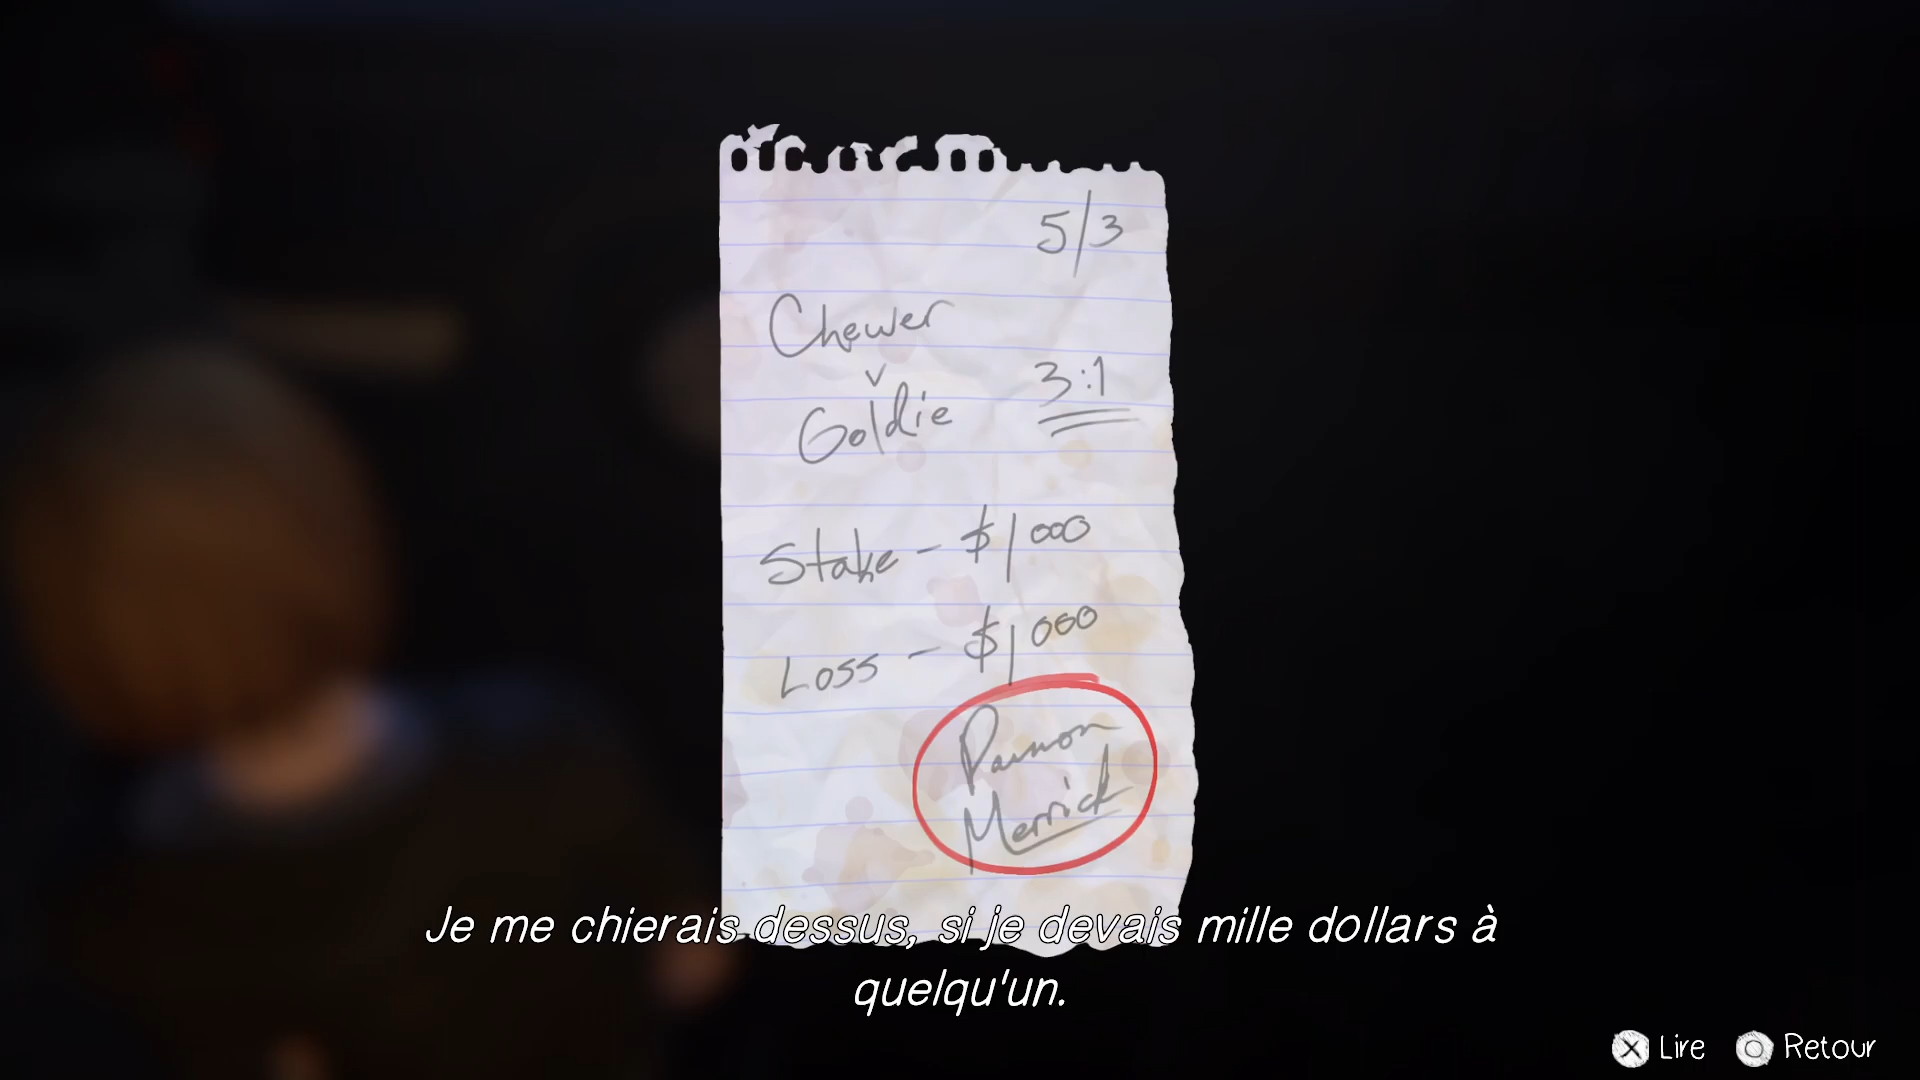 5/3
Chewer
v
Goldie 3:1
Stake - $1000
Loss - $1000
Damon
Merrick
Je me chierais dessus, si je devais mille dollars à
quelqu'un.
Lire Retour